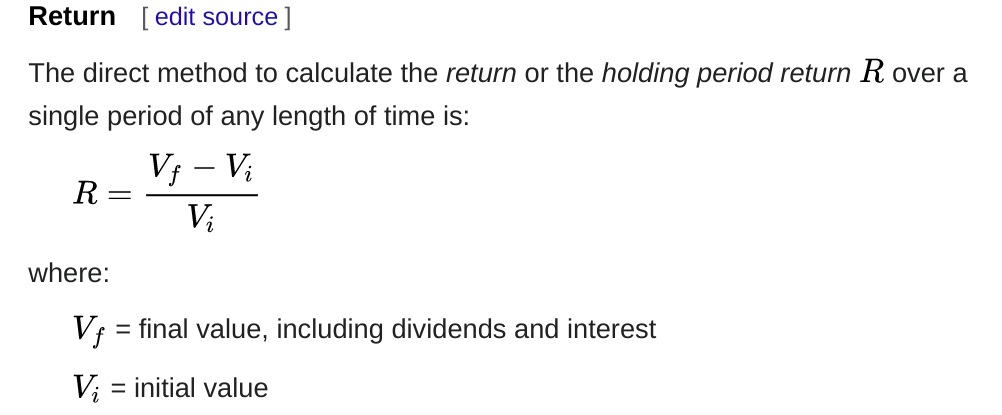 Return [ edit source ]
The direct method to calculate the return or the holding period return R over a
single period of any length of time is:
R = \frac{V_f - V_i}{V_i}
where:
V_f = final value, including dividends and interest
V_i = initial value